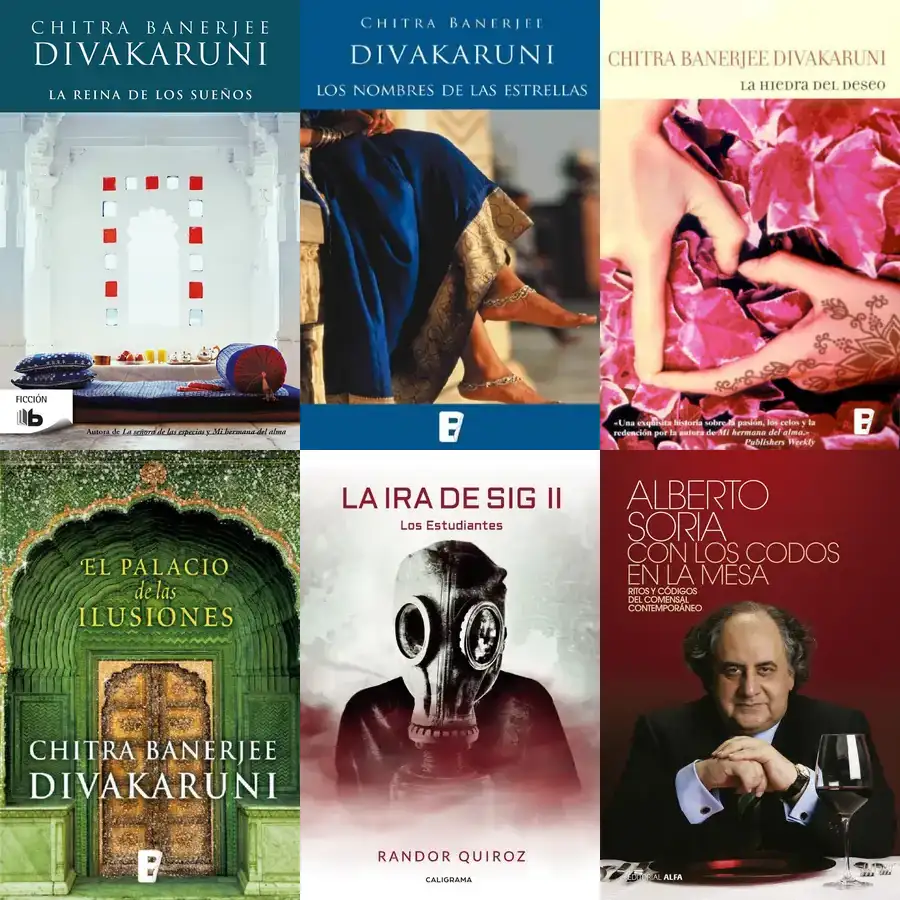 CHITRA BANERJEE
DIVAKARUNI
LA REINA DE LOS SUEÑOS
FICCIÓN
b
Autora de La señora de las especias y Mi hermana del alma
CHITRA BANERJEE
DIVAKARUNI
LOS NOMBRES DE LAS ESTRELLAS
B
CHITRA BANERJEE DIVAKARUNI
LA HIEDRA DEL DESEO
«Una exquisita historia sobre la pasión, los celos y la
redención por la autora de Mi hermana del alma.»
Publishers Weekly
B
EL PALACIO
de las
ILUSIONES
CHITRA BANERJEE
DIVAKARUNI
B
LA IRA DE SIG II
Los Estudiantes
RANDOR QUIROZ
CALIGRAMA
ALBERTO
SORIA
CON LOS CODOS
EN LA MESA
RITOS Y CÓDIGOS
DEL COMENSAL
CONTEMPORÁNEO
EDITORIAL ALFA